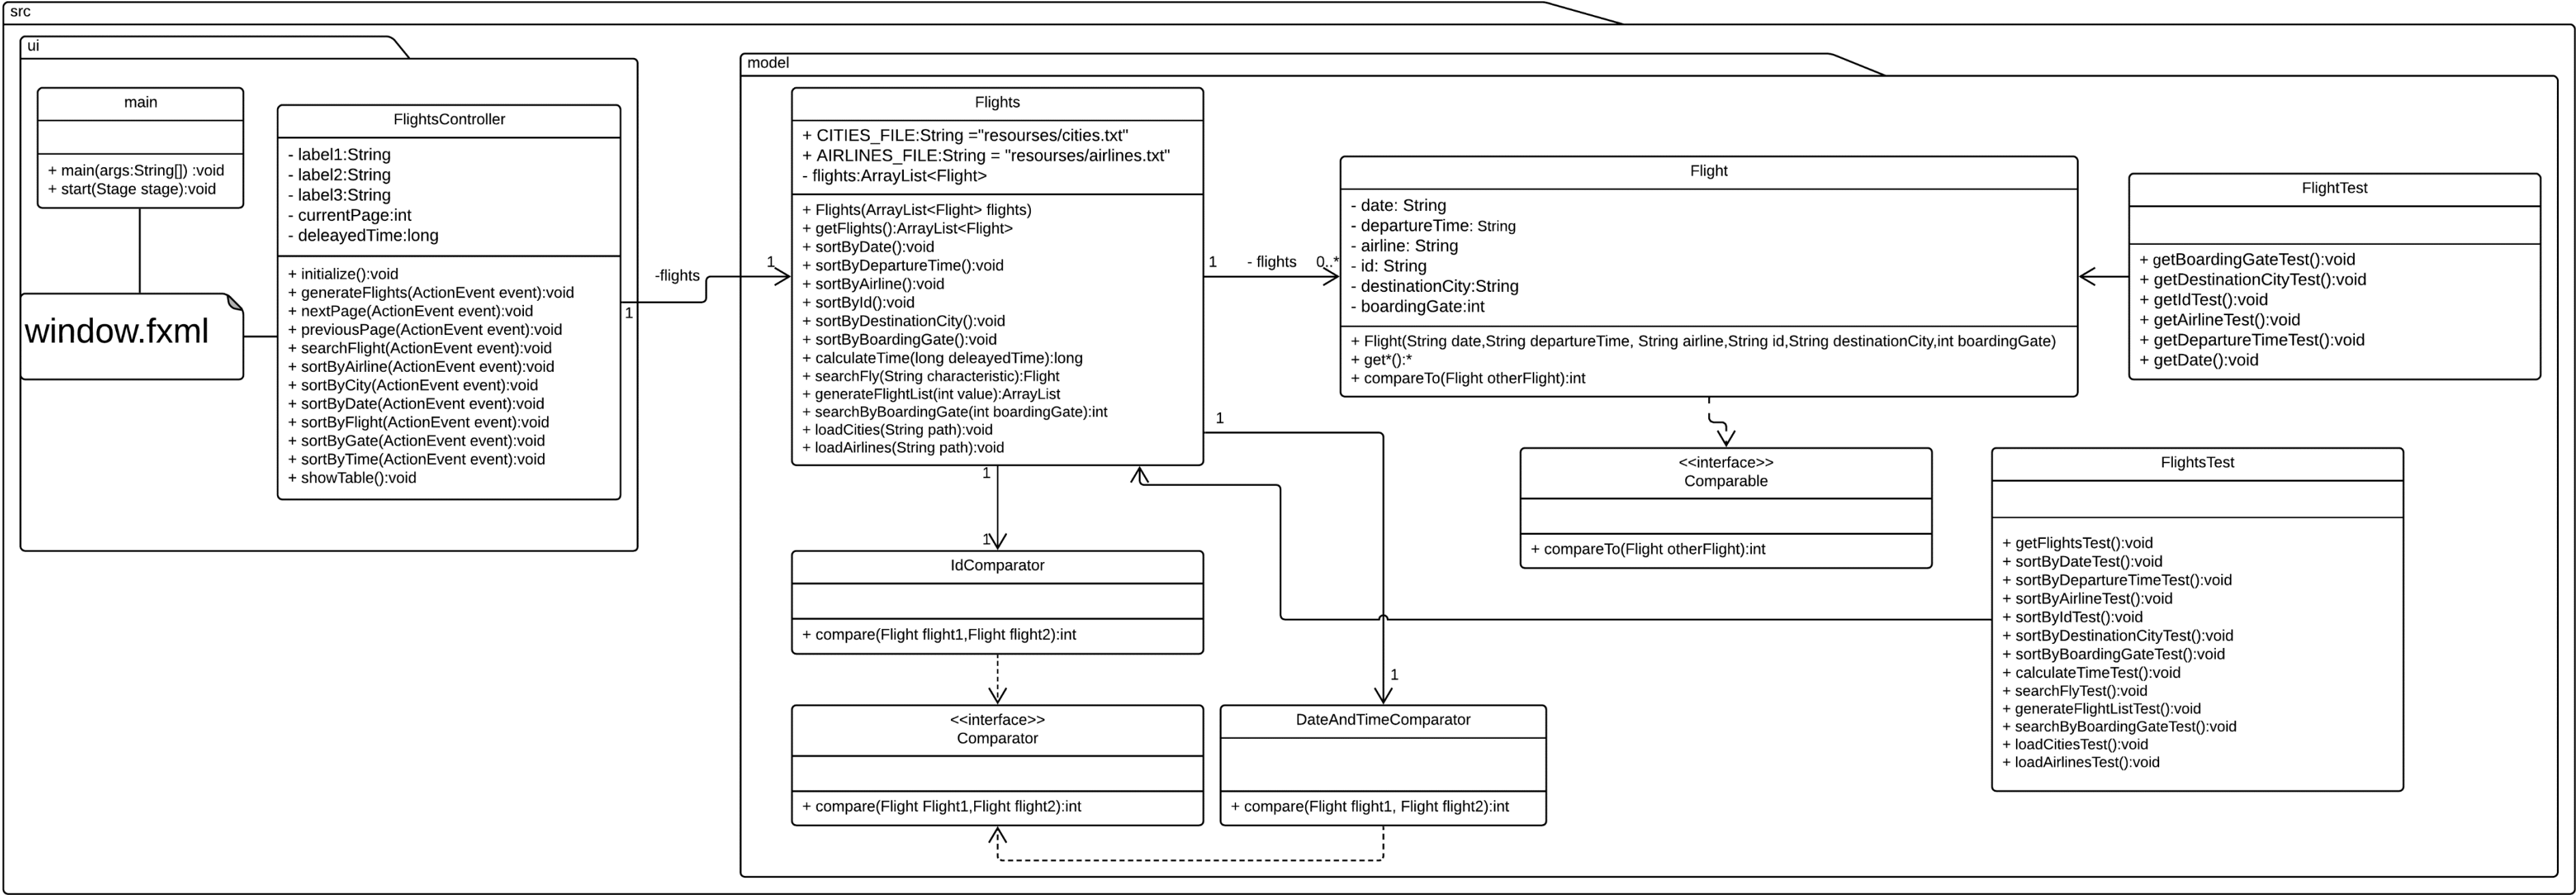 src
ui
main
+ main(args:String[]) :void
+ start(Stage stage):void
window.fxml
FlightsController
- label1:String
- label2:String
- label3:String
- currentPage:int
- deleayedTime:long
+ initialize():void
+ generateFlights(ActionEvent event):void
+ nextPage(ActionEvent event):void
+ previousPage(ActionEvent event):void
+ searchFlight(ActionEvent event):void
+ sortByAirline(ActionEvent event):void
+ sortByCity(ActionEvent event):void
+ sortByDate(ActionEvent event):void
+ sortByFlight(ActionEvent event):void
+ sortByGate(ActionEvent event):void
+ sortByTime(ActionEvent event):void
+ showTable():void
1
-flights
1
model
Flights
+ CITIES_FILE:String ="resourses/cities.txt"
+ AIRLINES_FILE:String = "resourses/airlines.txt"
- flights:ArrayList<Flight>
+ Flights(ArrayList<Flight> flights)
+ getFlights():ArrayList<Flight>
+ sortByDate():void
+ sortByDepartureTime():void
+ sortByAirline():void
+ sortById():void
+ sortByDestinationCity():void
+ sortByBoardingGate():void
+ calculateTime(long deleayedTime):long
+ searchFly(String characteristic):Flight
+ generateFlightList(int value):ArrayList
+ searchByBoardingGate(int boardingGate):int
+ loadCities(String path):void
+ loadAirlines(String path):void
1
- flights
0..*
Flight
- date: String
- departureTime: String
- airline: String
- id: String
- destinationCity:String
- boardingGate:int
+ Flight(String date,String departureTime, String airline,String id,String destinationCity,int boardingGate)
+ get*():*
+ compareTo(Flight otherFlight):int
FlightTest
+ getBoardingGateTest():void
+ getDestinationCityTest():void
+ getIdTest():void
+ getAirlineTest():void
+ getDepartureTimeTest():void
+ getDate():void
1
1
1
IdComparator
+ compare(Flight flight1,Flight flight2):int
<<interface>>
Comparator
+ compare(Flight Flight1,Flight flight2):int
1
DateAndTimeComparator
+ compare(Flight flight1, Flight flight2):int
<<interface>>
Comparable
+ compareTo(Flight otherFlight):int
FlightsTest
+ getFlightsTest():void
+ sortByDateTest():void
+ sortByDepartureTimeTest():void
+ sortByAirlineTest():void
+ sortByIdTest():void
+ sortByDestinationCityTest():void
+ sortByBoardingGateTest():void
+ calculateTimeTest():void
+ searchFlyTest():void
+ generateFlightListTest():void
+ searchByBoardingGateTest():void
+ loadCitiesTest():void
+ loadAirlinesTest():void